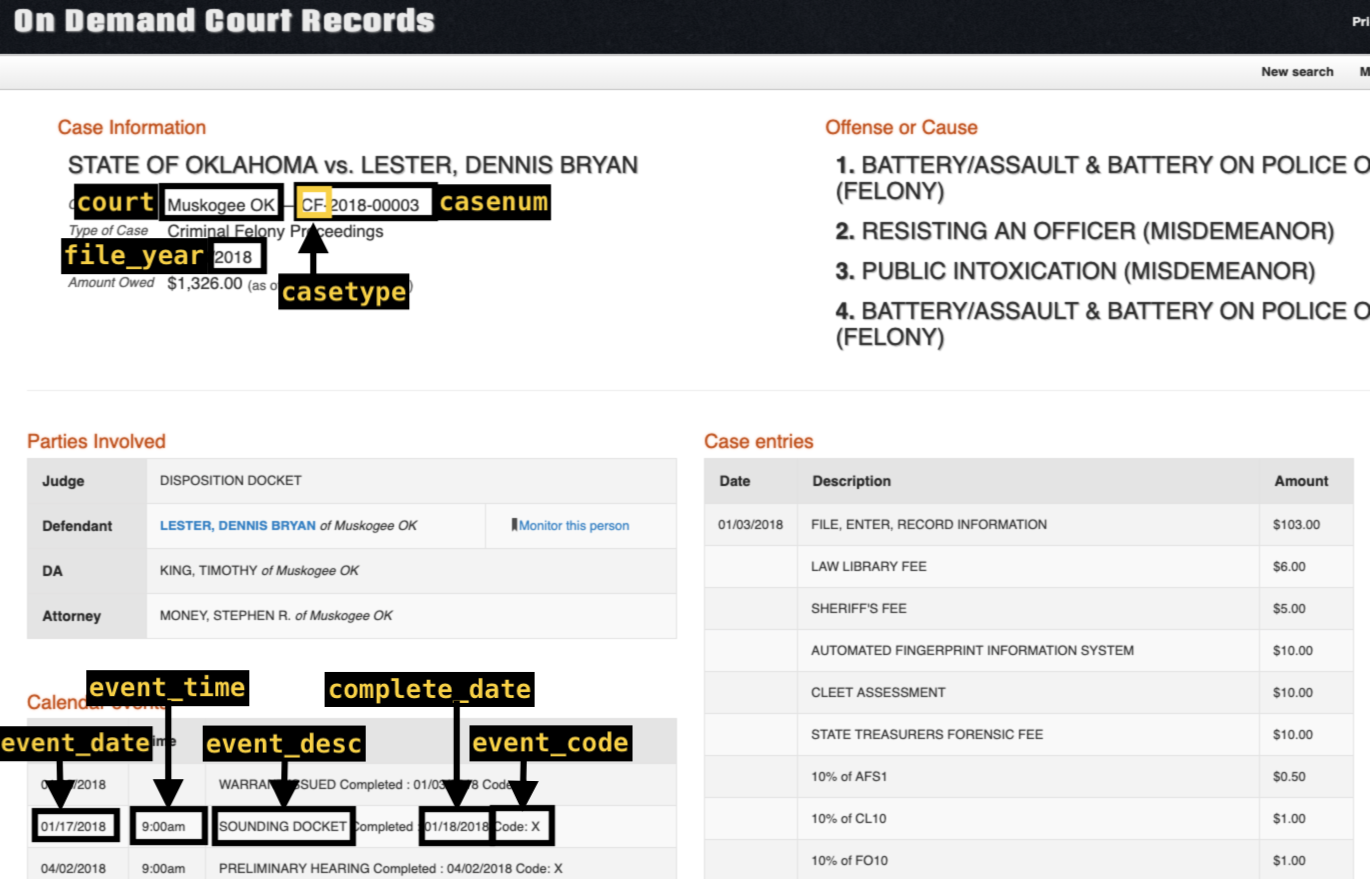 On Demand Court Records
Pri
New search M
Case Information
STATE OF OKLAHOMA vs. LESTER, DENNIS BRYAN
court Muskogee OK – CF-2018-00003 casenum
Type of Case Criminal Felony Proceedings
file_year 2018
Amount Owed $1,326.00 (as o
casetype
Offense or Cause
1. BATTERY/ASSAULT & BATTERY ON POLICE O
(FELONY)
2. RESISTING AN OFFICER (MISDEMEANOR)
3. PUBLIC INTOXICATION (MISDEMEANOR)
4. BATTERY/ASSAULT & BATTERY ON POLICE O
(FELONY)
Parties Involved
Judge DISPOSITION DOCKET
Defendant LESTER, DENNIS BRYAN of Muskogee OK Monitor this person
DA KING, TIMOTHY of Muskogee OK
Attorney MONEY, STEPHEN R. of Muskogee OK
Calendar events
event_time complete_date
event_date event_desc event_code
/2018 WARRANT ISSUED Completed : 01/03 8 Code
01/17/2018 9:00am SOUNDING DOCKET Completed : 01/18/2018 Code: X
04/02/2018 9:00am PRELIMINARY HEARING Completed : 04/02/2018 Code: X
Case entries
Date Description Amount
01/03/2018 FILE, ENTER, RECORD INFORMATION $103.00
LAW LIBRARY FEE $6.00
SHERIFF'S FEE $5.00
AUTOMATED FINGERPRINT INFORMATION SYSTEM $10.00
CLEET ASSESSMENT $10.00
STATE TREASURERS FORENSIC FEE $10.00
10% of AFS1 $0.50
10% of CL10 $1.00
10% of FO10 $1.00